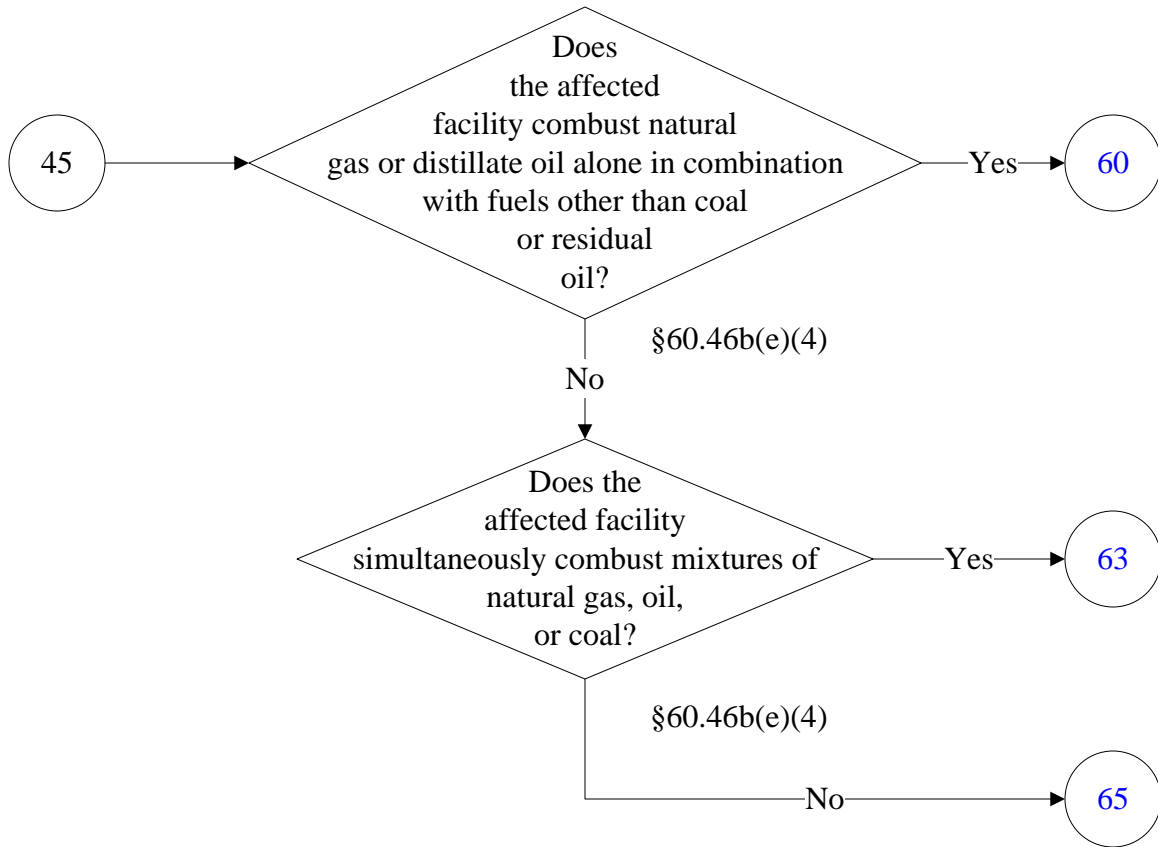 Does
the affected
facility combust natural
gas or distillate oil alone in combination
with fuels other than coal
or residual
oil?
45
Yes
60
§60.46b(e)(4)
No
Does the
affected facility
simultaneously combust mixtures of
natural gas, oil,
or coal?
Yes
63
§60.46b(e)(4)
No
65